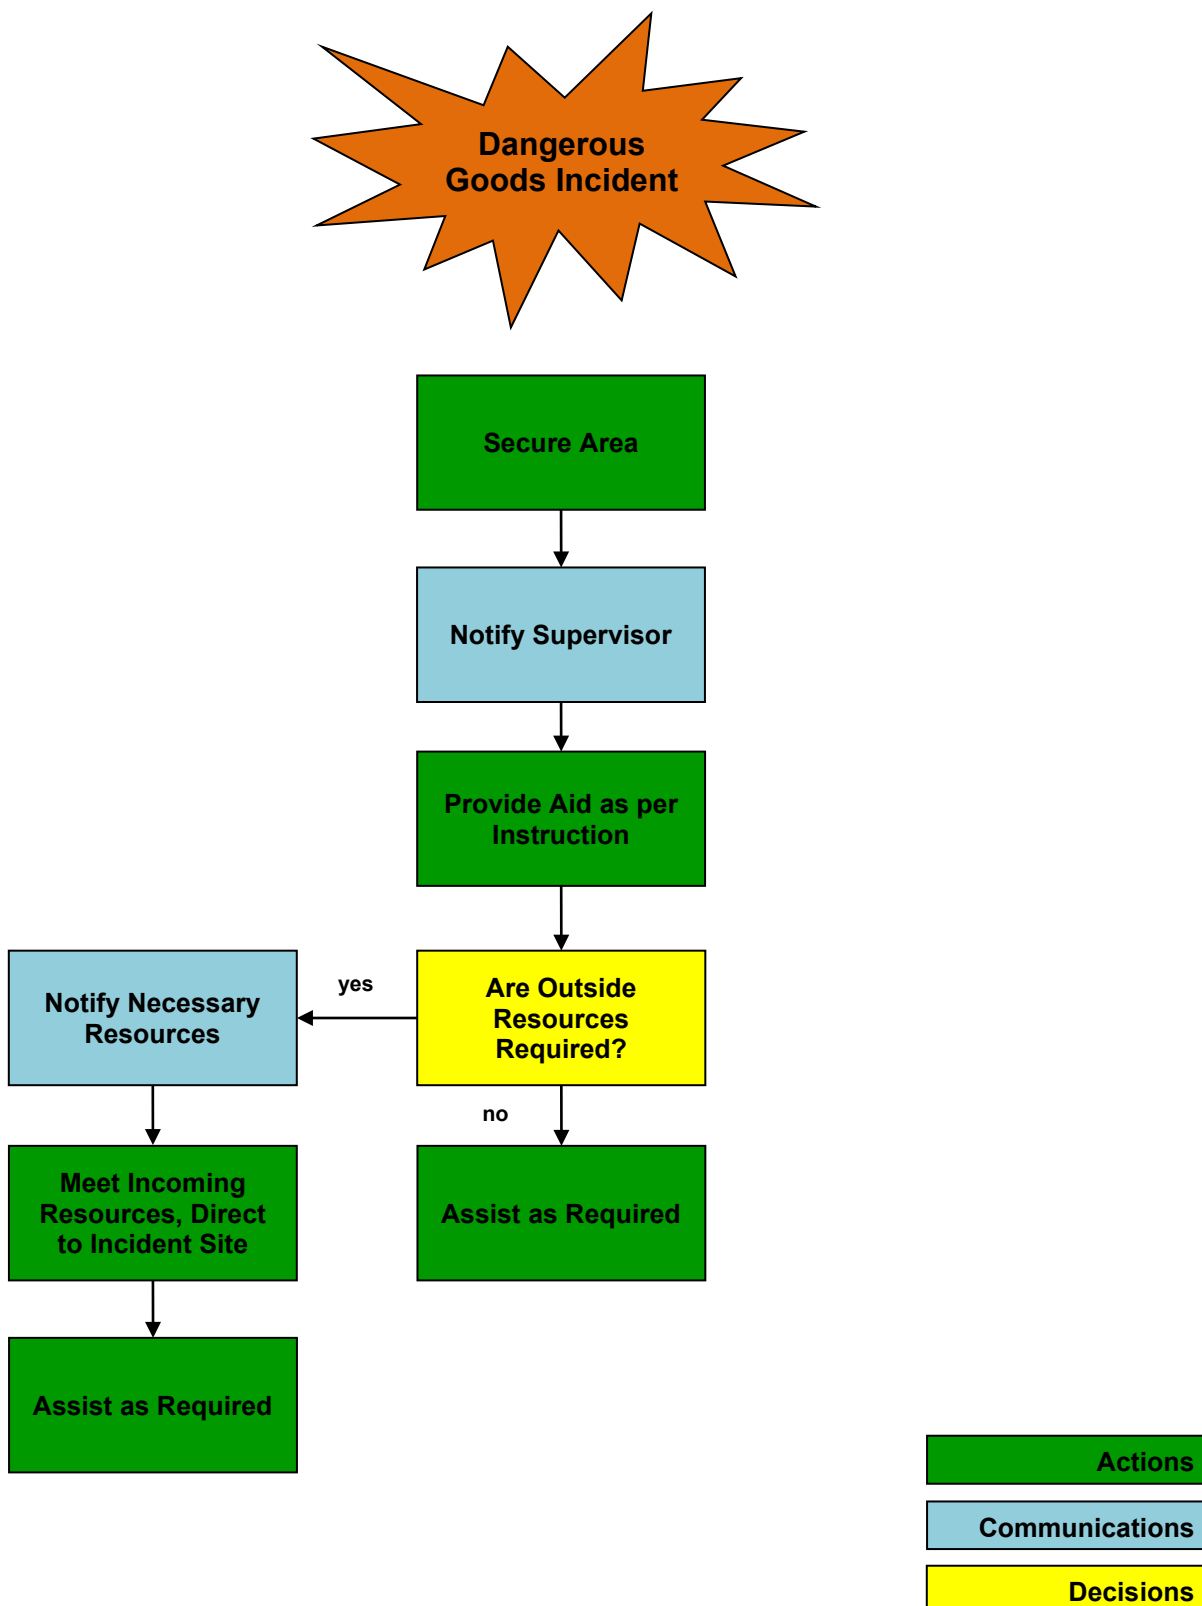 Dangerous
Goods Incident
Secure Area
Notify Supervisor
Provide Aid as per
Instruction
Are Outside
Resources
Required?
yes
Notify Necessary
Resources
no
Meet Incoming
Resources, Direct
to Incident Site
Assist as Required
Assist as Required
Actions
Communications
Decisions